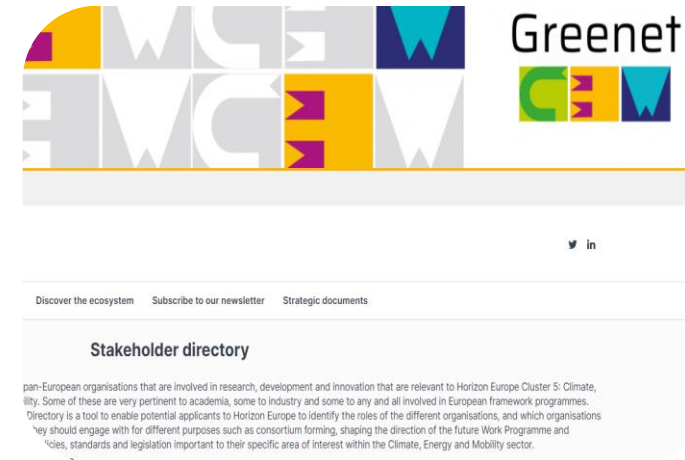 Greenet
Discover the ecosystem Subscribe to our newsletter Strategic documents
Stakeholder directory
pan-European organisations that are involved in research, development and innovation that are relevant to Horizon Europe Cluster 5: Climate,
Some of these are very pertinent to academia, some to industry and some to any and all involved in European framework programmes.
Directory is a tool to enable potential applicants to Horizon Europe to identify the roles of the different organisations, and which organisations
they should engage with for different purposes such as consortium forming, shaping the direction of the future Work Programme and
standards and legislation important to their specific area of interest within the Climate, Energy and Mobility sector.